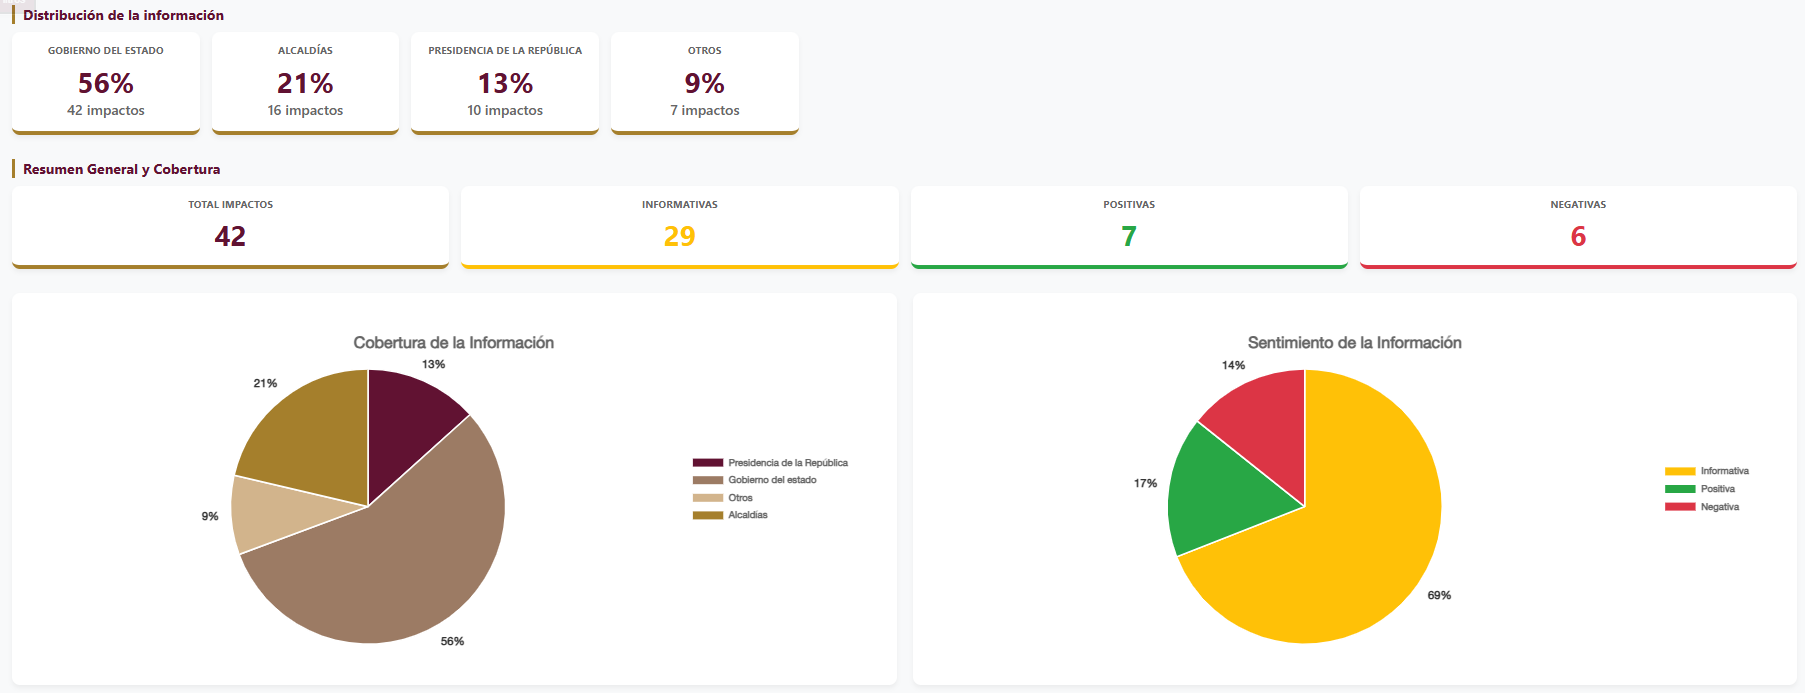 Distribución de la información
GOBIERNO DEL ESTADO
56%
42 impactos
ALCALDÍAS
21%
16 impactos
PRESIDENCIA DE LA REPÚBLICA
13%
10 impactos
OTROS
9%
7 impactos
Resumen General y Cobertura
TOTAL IMPACTOS
42
INFORMATIVAS
29
POSITIVAS
7
NEGATIVAS
6
Cobertura de la Información
13%
21%
9%
56%
Presidencia de la República
Gobierno del estado
Otros
Alcaldías
Sentimiento de la Información
14%
17%
69%
Informativa
Positiva
Negativa